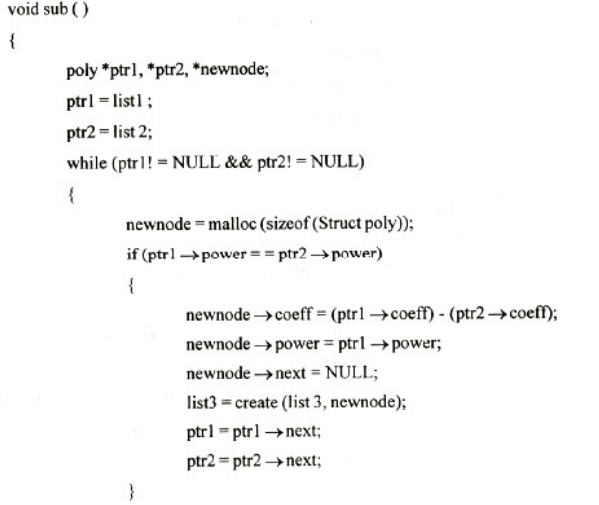 void sub ( )
{
poly *ptr1, *ptr2, *newnode;
ptr1 = list1 ;
ptr2 = list 2;
while (ptr1! = NULL && ptr2! = NULL)
{
newnode = malloc (sizeof (Struct poly));
if (ptr1 →power = = ptr2 →power)
{
newnode →coeff = (ptr1 →coeff) - (ptr2 →coeff);
newnode →power = ptr1 →power;
newnode →next = NULL;
list3 = create (list 3, newnode);
ptr1 = ptr1 →next;
ptr2 = ptr2 →next;
}